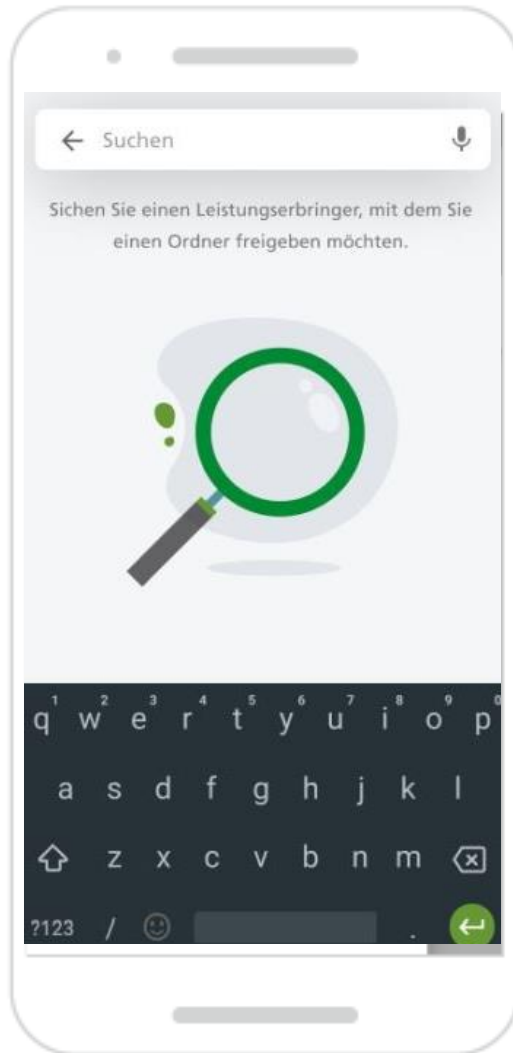 Suchen
Sichen Sie einen Leistungserbringer, mit dem Sie
einen Ordner freigeben möchten.
1 2 3 4 5 6 7 8 9 0
q w e r t y u i o p
a s d f g h j k l
z x c v b n m
?123 / .